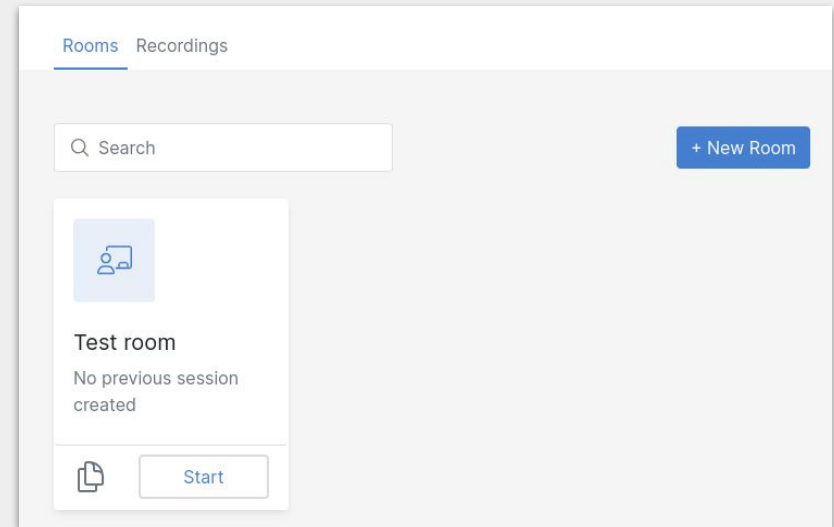 Rooms Recordings
Search
+ New Room
Test room
No previous session
created
Start